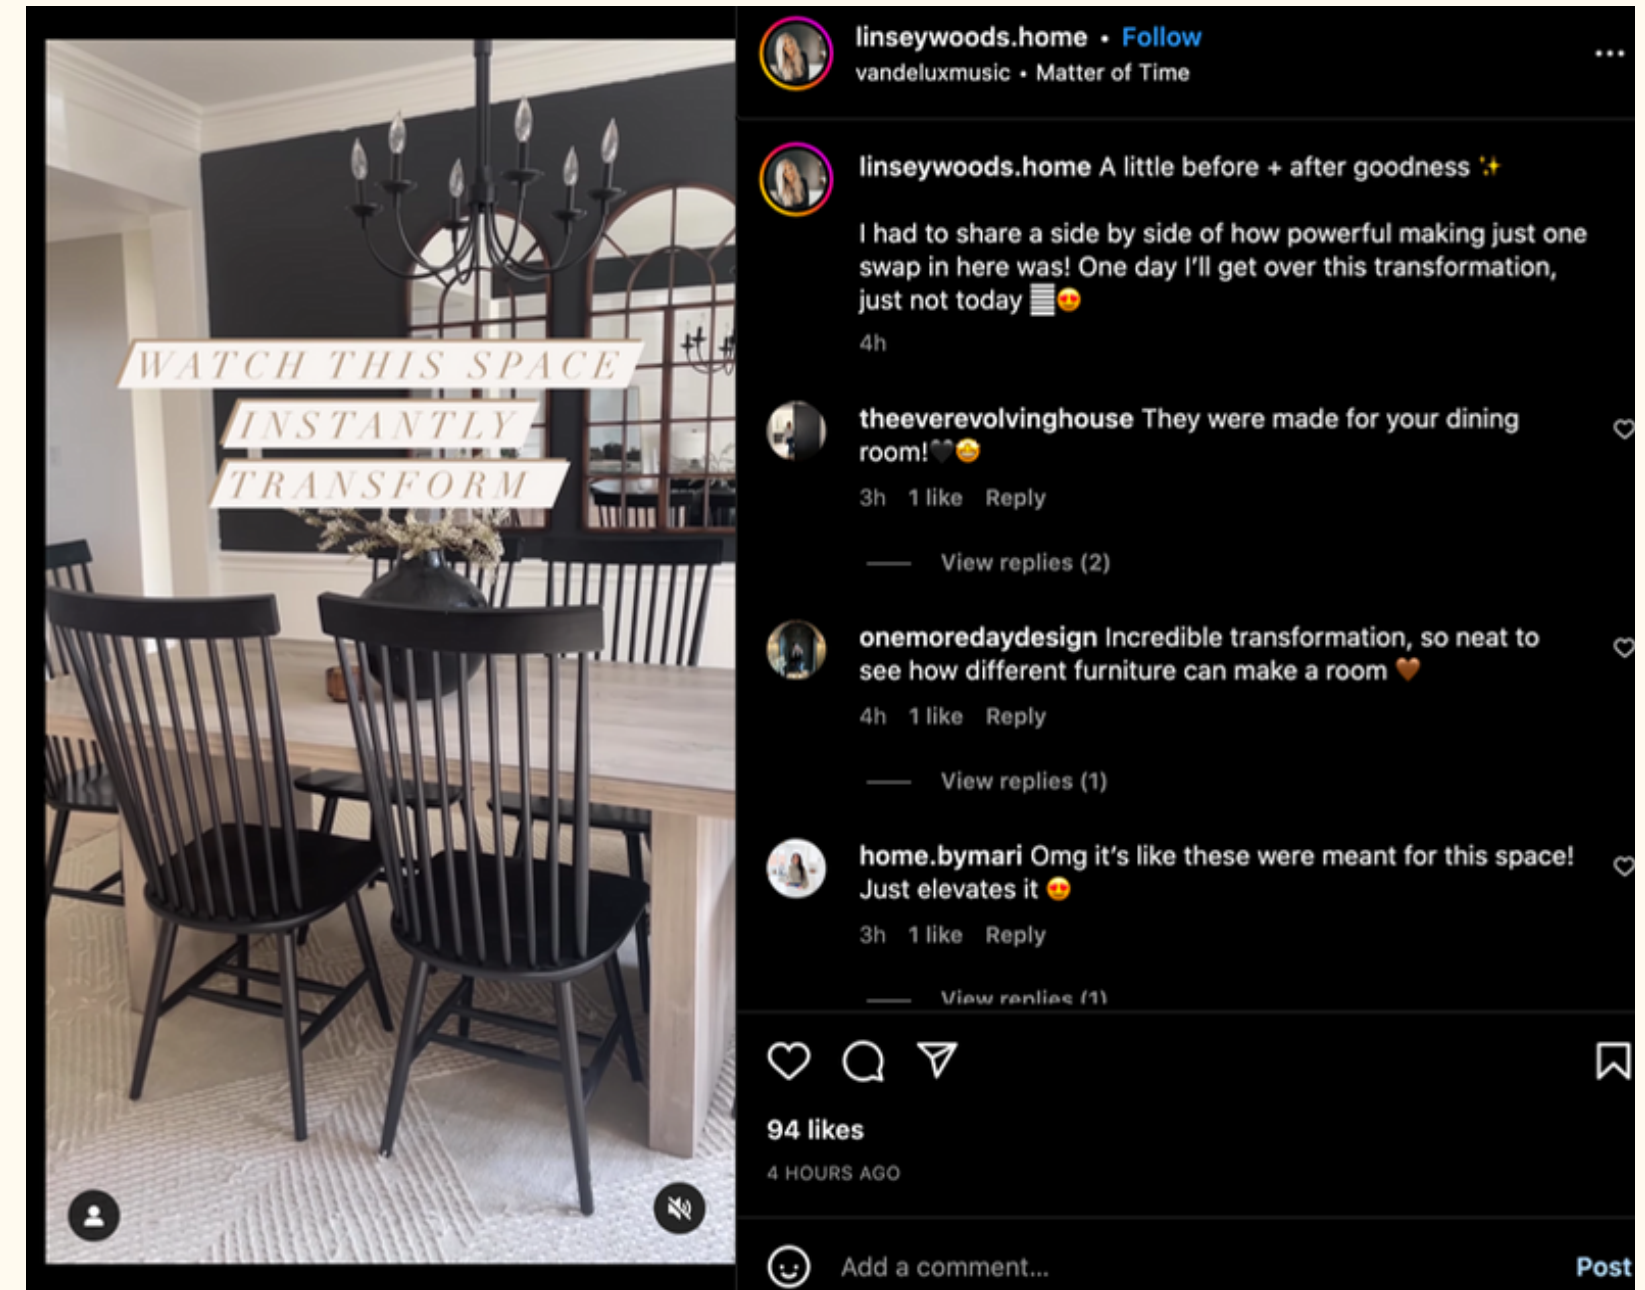 WATCH THIS SPACE
INSTANTLY
TRANSFORM
linseywoods.home • Follow
vandeluxmusic • Matter of Time
linseywoods.home A little before + after goodness ✨
I had to share a side by side of how powerful making just one
swap in here was! One day I'll get over this transformation,
just not today 😍
4h
theeverevolvinghouse They were made for your dining
room!🖤🤩
3h 1 like Reply
View replies (2)
onemoredaydesign Incredible transformation, so neat to
see how different furniture can make a room 🤎
4h 1 like Reply
View replies (1)
home.bymari Omg it's like these were meant for this space!
Just elevates it 😍
3h 1 like Reply
View replies (1)
94 likes
4 HOURS AGO
Add a comment...
Post